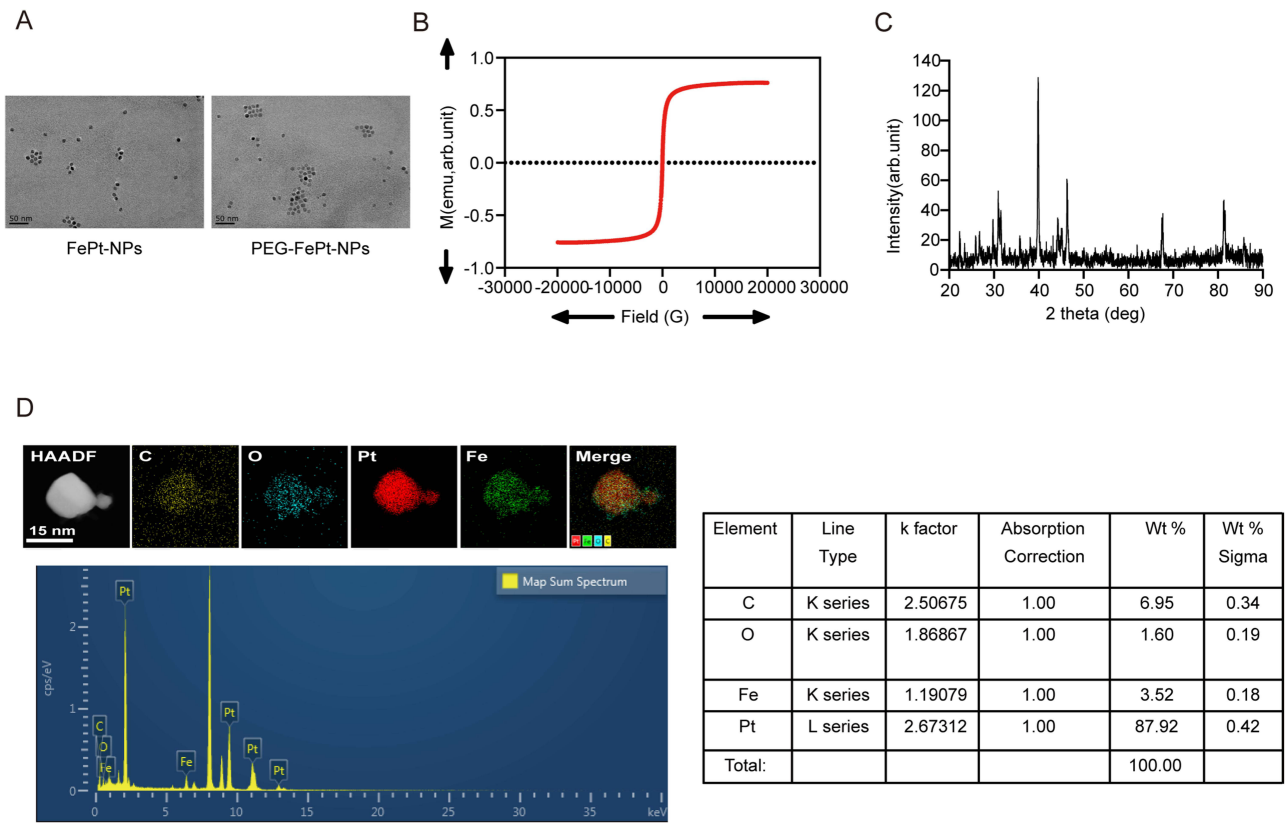 A
50 nm
50 nm
FePt-NPs
PEG-FePt-NPs
B
M(emu,arb.unit)
1.0
0.5
0.0
-0.5
-1.0
-30000 -20000 -10000 0 10000 20000 30000
Field (G)
C
Intensity(arb.unit)
140
120
100
80
60
40
20
0
20 30 40 50 60 70 80 90
2 theta (deg)
D
HAADF
15 nm
C
O
Pt
Fe
Merge
Pt Fe O C
Map Sum Spectrum
cps/eV
2
1
0
C
O
Fe
Pt
Fe
Pt
Pt
Pt
0 5 10 15 20 25 30 35 keV
Element Line Type k factor Absorption Correction Wt % Wt % Sigma
C K series 2.50675 1.00 6.95 0.34
O K series 1.86867 1.00 1.60 0.19
Fe K series 1.19079 1.00 3.52 0.18
Pt L series 2.67312 1.00 87.92 0.42
Total: 100.00